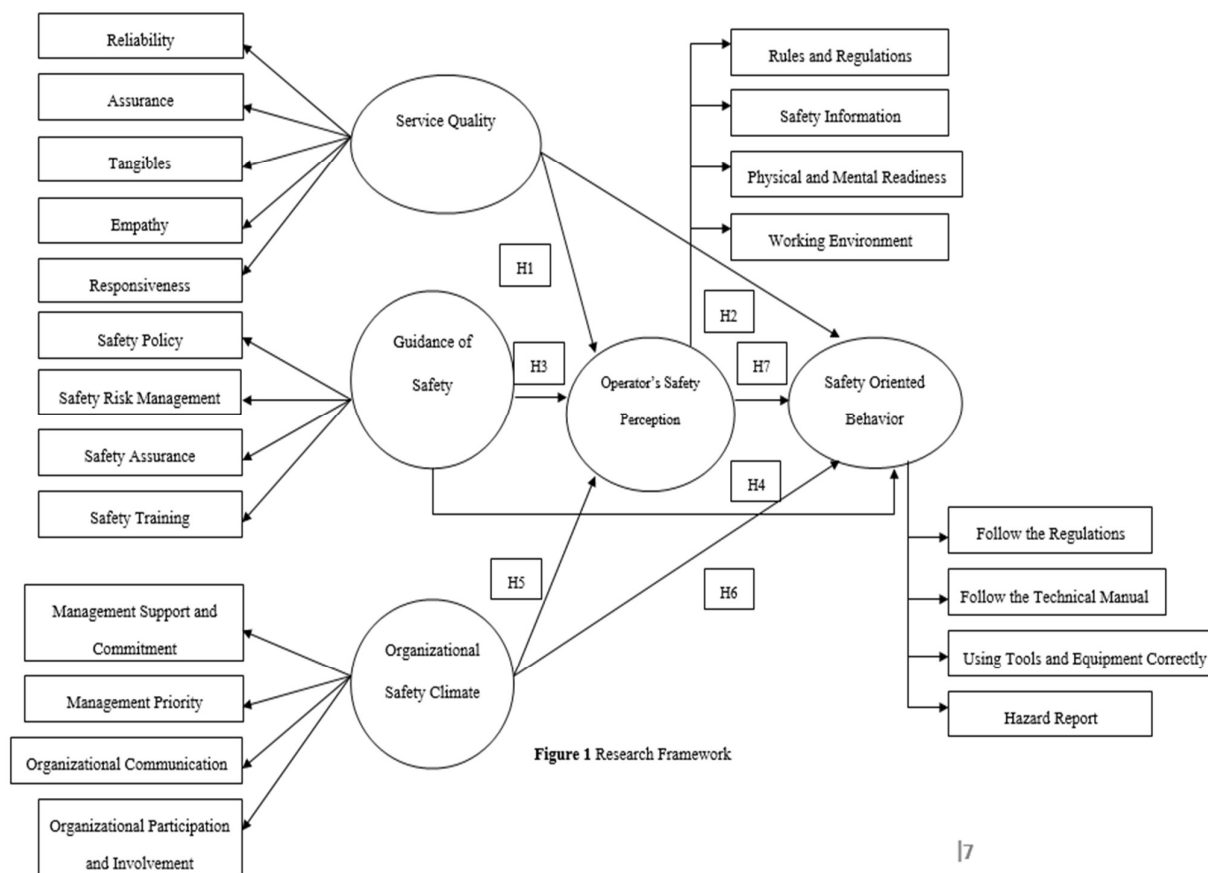 Reliability
Assurance
Tangibles
Empathy
Responsiveness
Safety Policy
Safety Risk Management
Safety Assurance
Safety Training
Management Support and
Commitment
Management Priority
Organizational Communication
Organizational Participation
and Involvement
Service Quality
Guidance of
Safety
Organizational
Safety Climate
H1
H3
H5
Operator's Safety
Perception
Rules and Regulations
Safety Information
Physical and Mental Readiness
Working Environment
H2
H7
H4
H6
Safety Oriented
Behavior
Follow the Regulations
Follow the Technical Manual
Using Tools and Equipment Correctly
Hazard Report
Figure 1 Research Framework
|7